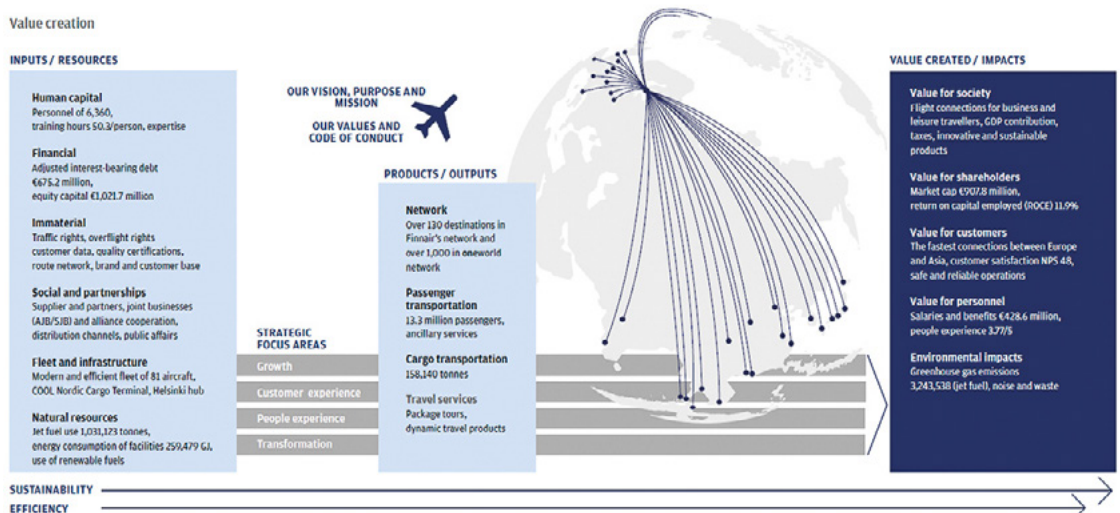 Value creation
INPUTS / RESOURCES
Human capital
Personnel of 6,360,
training hours 50.3/person, expertise
Financial
Adjusted interest-bearing debt
€675.2 million,
equity capital €1,021.7 million
Immaterial
Traffic rights, overflight rights
customer data, quality certifications,
route network, brand and customer base
Social and partnerships
Supplier and partners, joint businesses
(AJB/SJB) and alliance cooperation,
distribution channels, public affairs
Fleet and infrastructure
Modern and efficient fleet of 81 aircraft,
COOL Nordic Cargo Terminal, Helsinki hub
Natural resources
Jet fuel use 1,031,123 tonnes,
energy consumption of facilities 259,479 GJ,
use of renewable fuels
OUR VISION, PURPOSE AND
MISSION
OUR VALUES AND
CODE OF CONDUCT
STRATEGIC
FOCUS AREAS
Growth
Customer experience
People experience
Transformation
PRODUCTS / OUTPUTS
Network
Over 130 destinations in
Finnair's network and
over 1,000 in oneworld
network
Passenger
transportation
13.3 million passengers,
ancillary services
Cargo transportation
158,140 tonnes
Travel services
Package tours,
dynamic travel products
VALUE CREATED / IMPACTS
Value for society
Flight connections for business and
leisure travellers, GDP contribution,
taxes, innovative and sustainable
products
Value for shareholders
Market cap €907.8 million,
return on capital employed (ROCE) 11.9%
Value for customers
The fastest connections between Europe
and Asia, customer satisfaction NPS 48,
safe and reliable operations
Value for personnel
Salaries and benefits €428.6 million,
people experience 3.77/5
Environmental impacts
Greenhouse gas emissions
3,243,538 (jet fuel), noise and waste
SUSTAINABILITY
EFFICIENCY